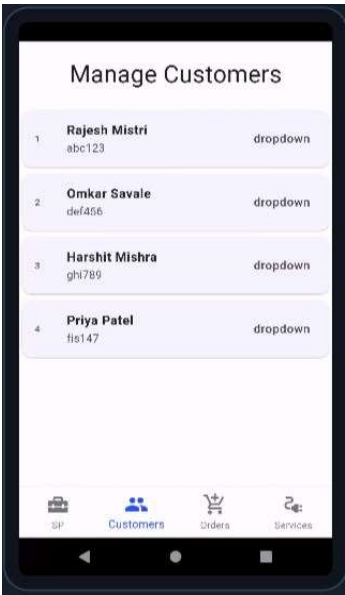 Manage Customers
1
Rajesh Mistri
abc123
dropdown
2
Omkar Savale
def456
dropdown
3
Harshit Mishra
ghi789
dropdown
4
Priya Patel
fis147
dropdown
SP
Customers
Orders
Services